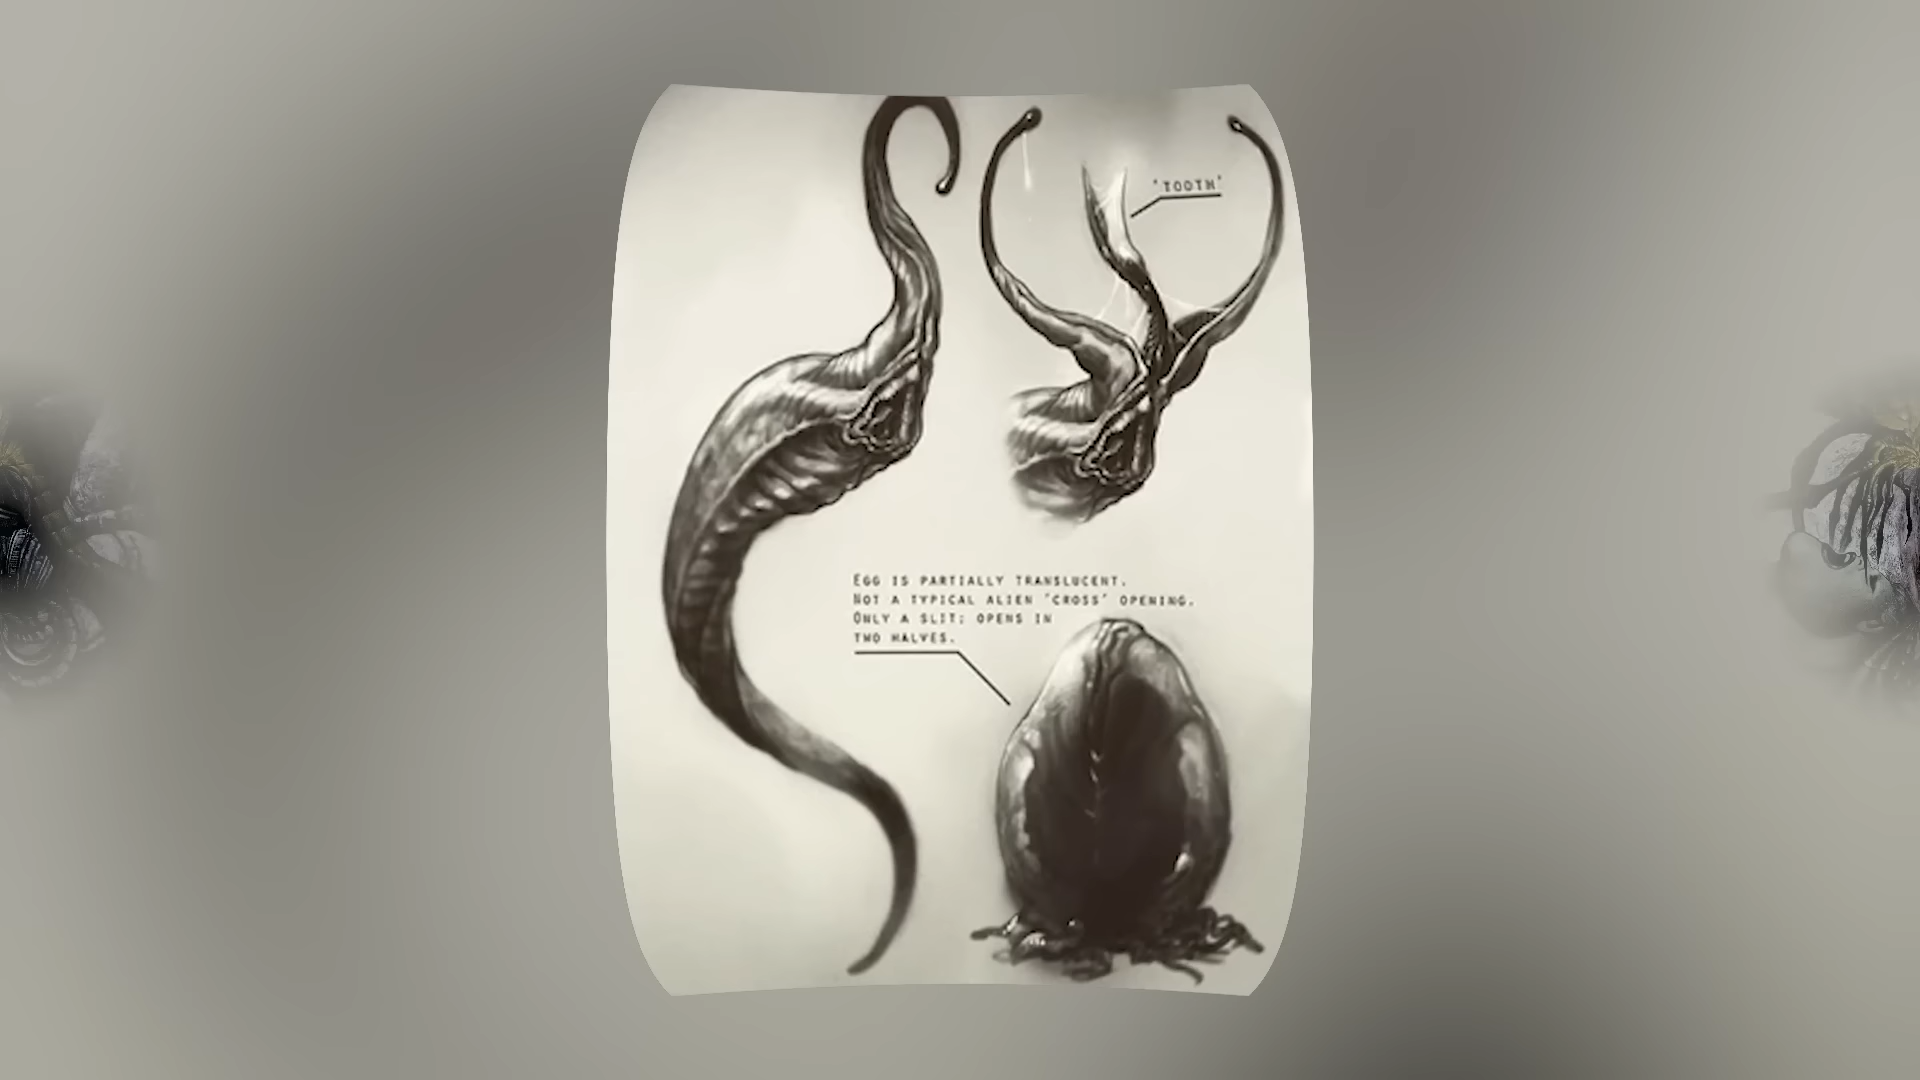 'TOOTH'
EGG IS PARTIALLY TRANSLUCENT.
NOT A TYPICAL ALIEN 'CROSS' OPENING.
ONLY A SLIT; OPENS IN
TWO HALVES.